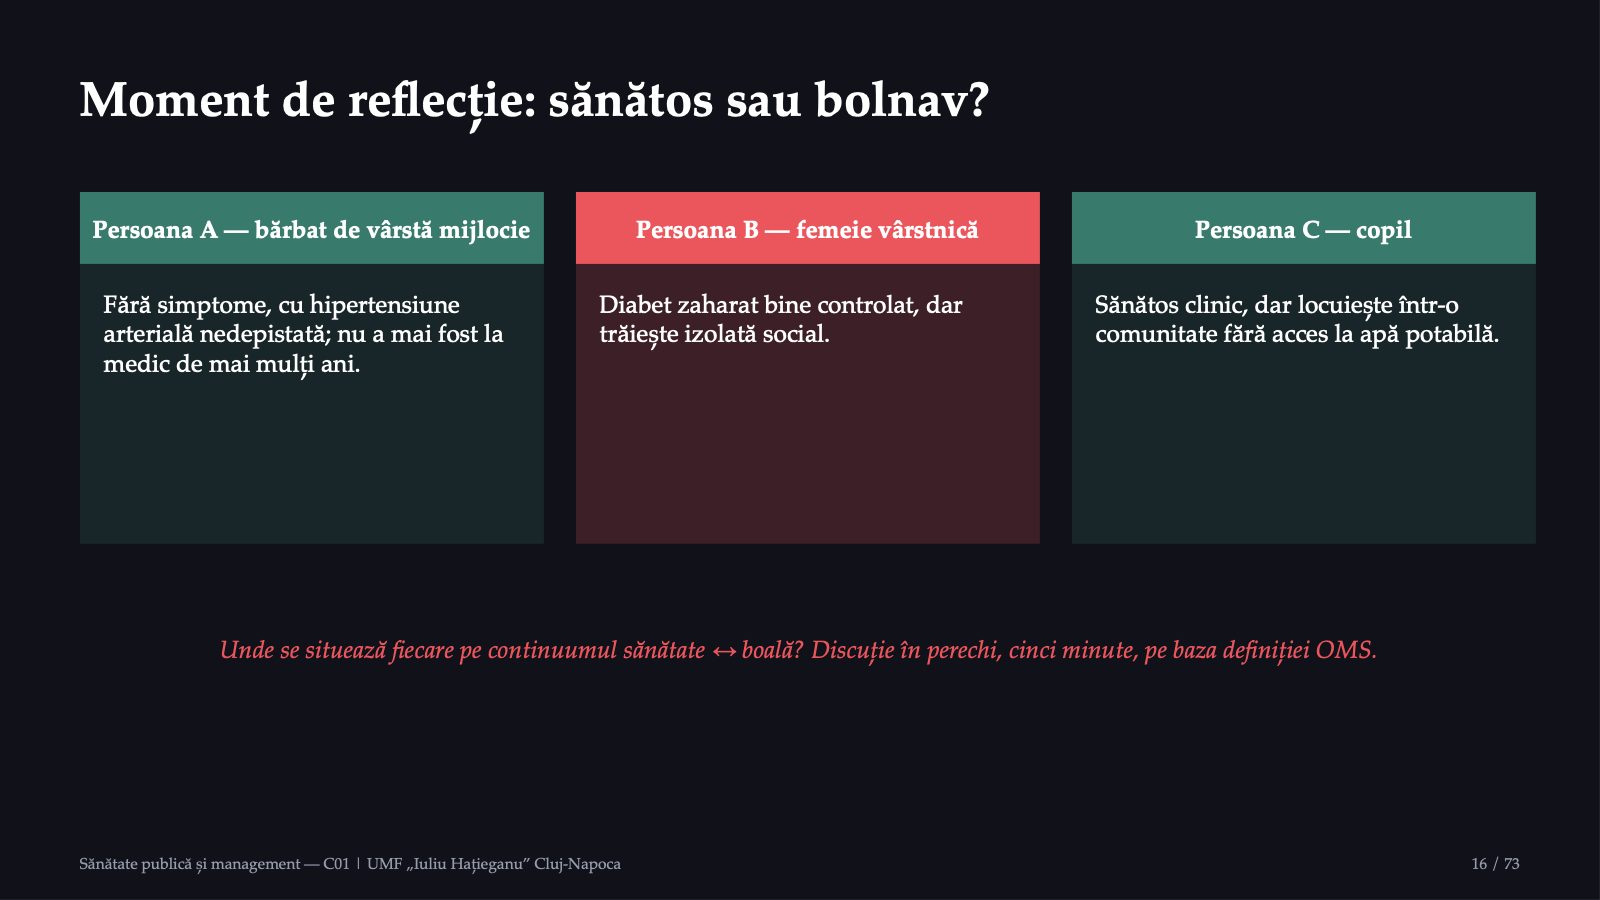 Moment de reflecție: sănătos sau bolnav?
Persoana A — bărbat de vârstă mijlocie
Fără simptome, cu hipertensiune
arterială nedepistată; nu a mai fost la
medic de mai mulți ani.
Persoana B — femeie vârstnică
Diabet zaharat bine controlat, dar
trăiește izolată social.
Persoana C — copil
Sănătos clinic, dar locuiește într-o
comunitate fără acces la apă potabilă.
Unde se situează fiecare pe continuumul sănătate ↔ boală? Discuție în perechi, cinci minute, pe baza definiției OMS.
Sănătate publică și management — C01 | UMF „Iuliu Hațieganu” Cluj-Napoca
16 / 73